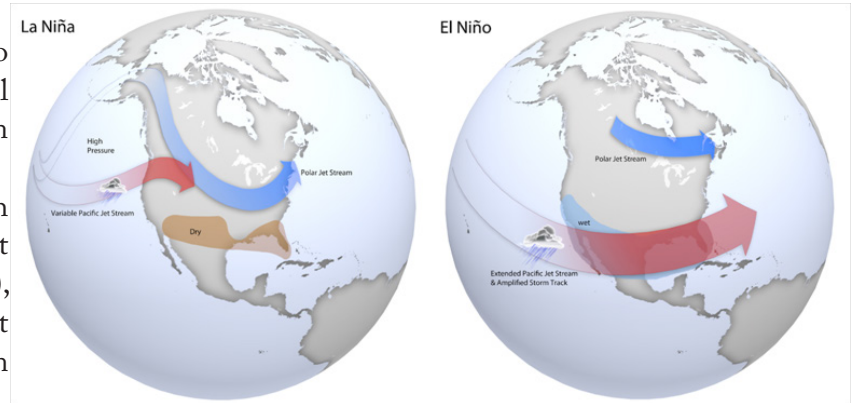 La Niña
High
Pressure
Polar Jet Stream
Variable Pacific Jet Stream
Dry
El Niño
Polar Jet Stream
wet
Extended Pacific Jet Stream
& Amplified Storm Track